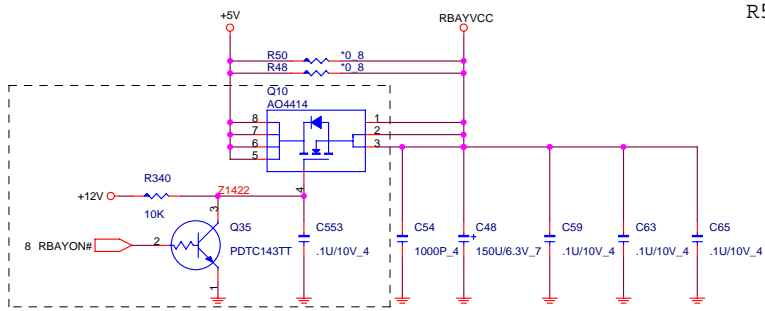 +5V
RBAYVCC
R5
R50 *0_8
R48 *0_8
Q10
AO4414
8 1
7 2
6 3
5
4
R340
+12V
10K
Z1422
3
Q35
8 RBAYON# 2
PDTC143TT
1
C553
.1U/10V_4
C54
1000P_4
+
C48
150U/6.3V_7
C59
.1U/10V_4
C63
.1U/10V_4
C65
.1U/10V_4